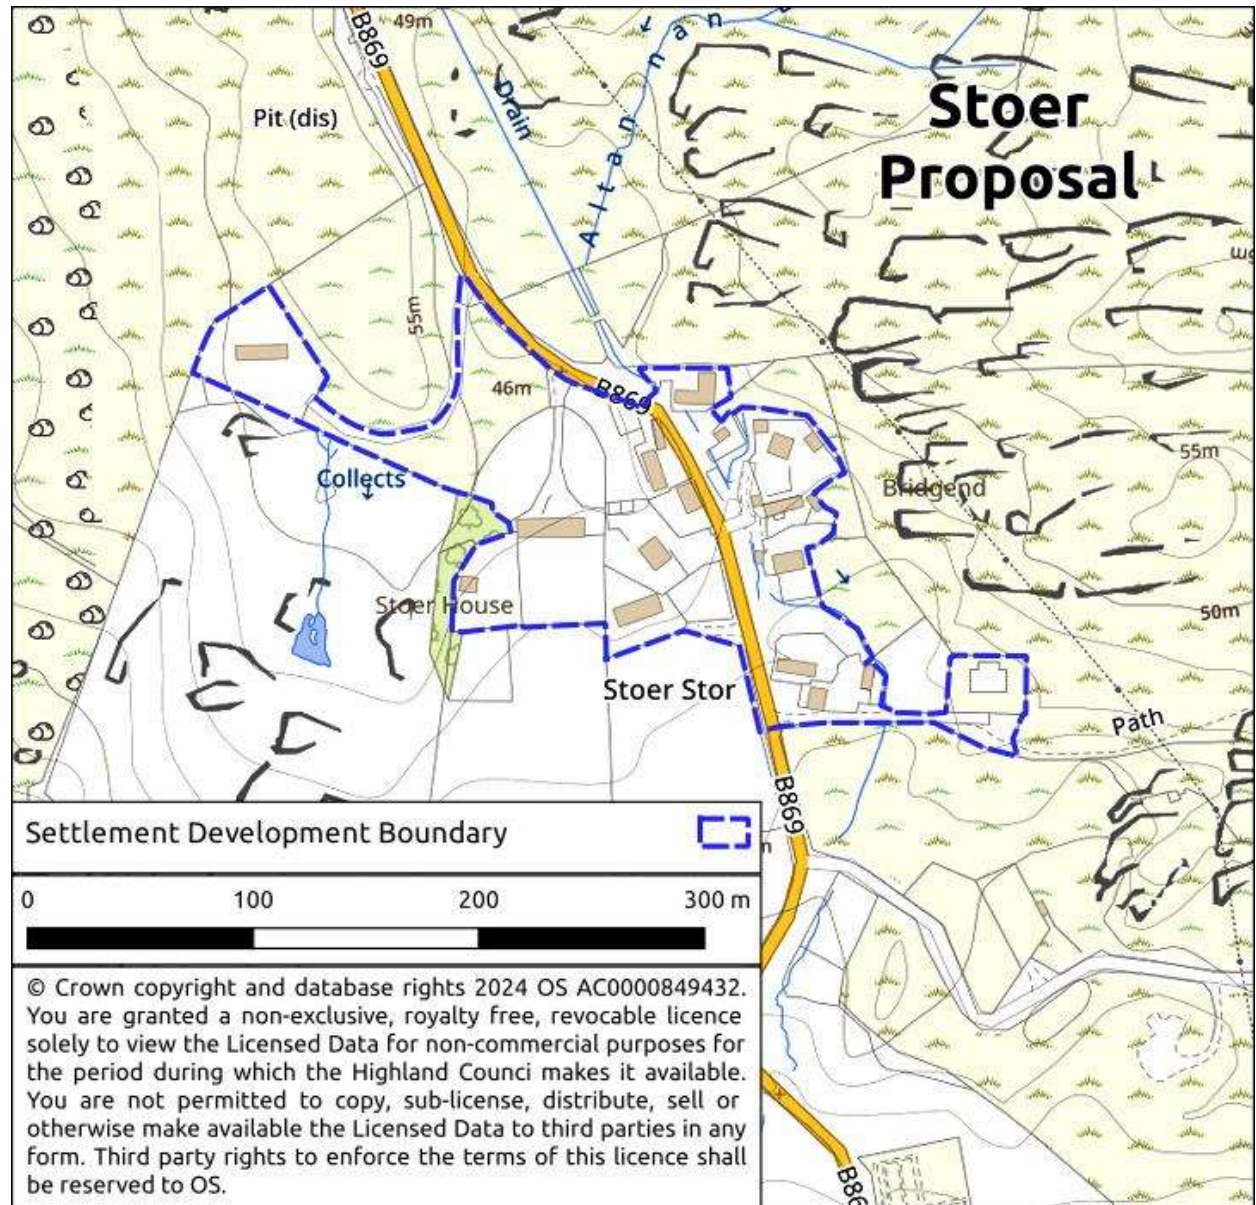 B869
49m
Drain
Alltan na
Stoer
Proposal
Pit (dis)
55m
46m
B869
55m
Bridgend
Collects
50m
Stoer House
Stoer Stor
Path
B869
Settlement Development Boundary
0 100 200 300 m
© Crown copyright and database rights 2024 OS AC0000849432.
You are granted a non-exclusive, royalty free, revocable licence
solely to view the Licensed Data for non-commercial purposes for
the period during which the Highland Counci makes it available.
You are not permitted to copy, sub-license, distribute, sell or
otherwise make available the Licensed Data to third parties in any
form. Third party rights to enforce the terms of this licence shall
be reserved to OS.
B86